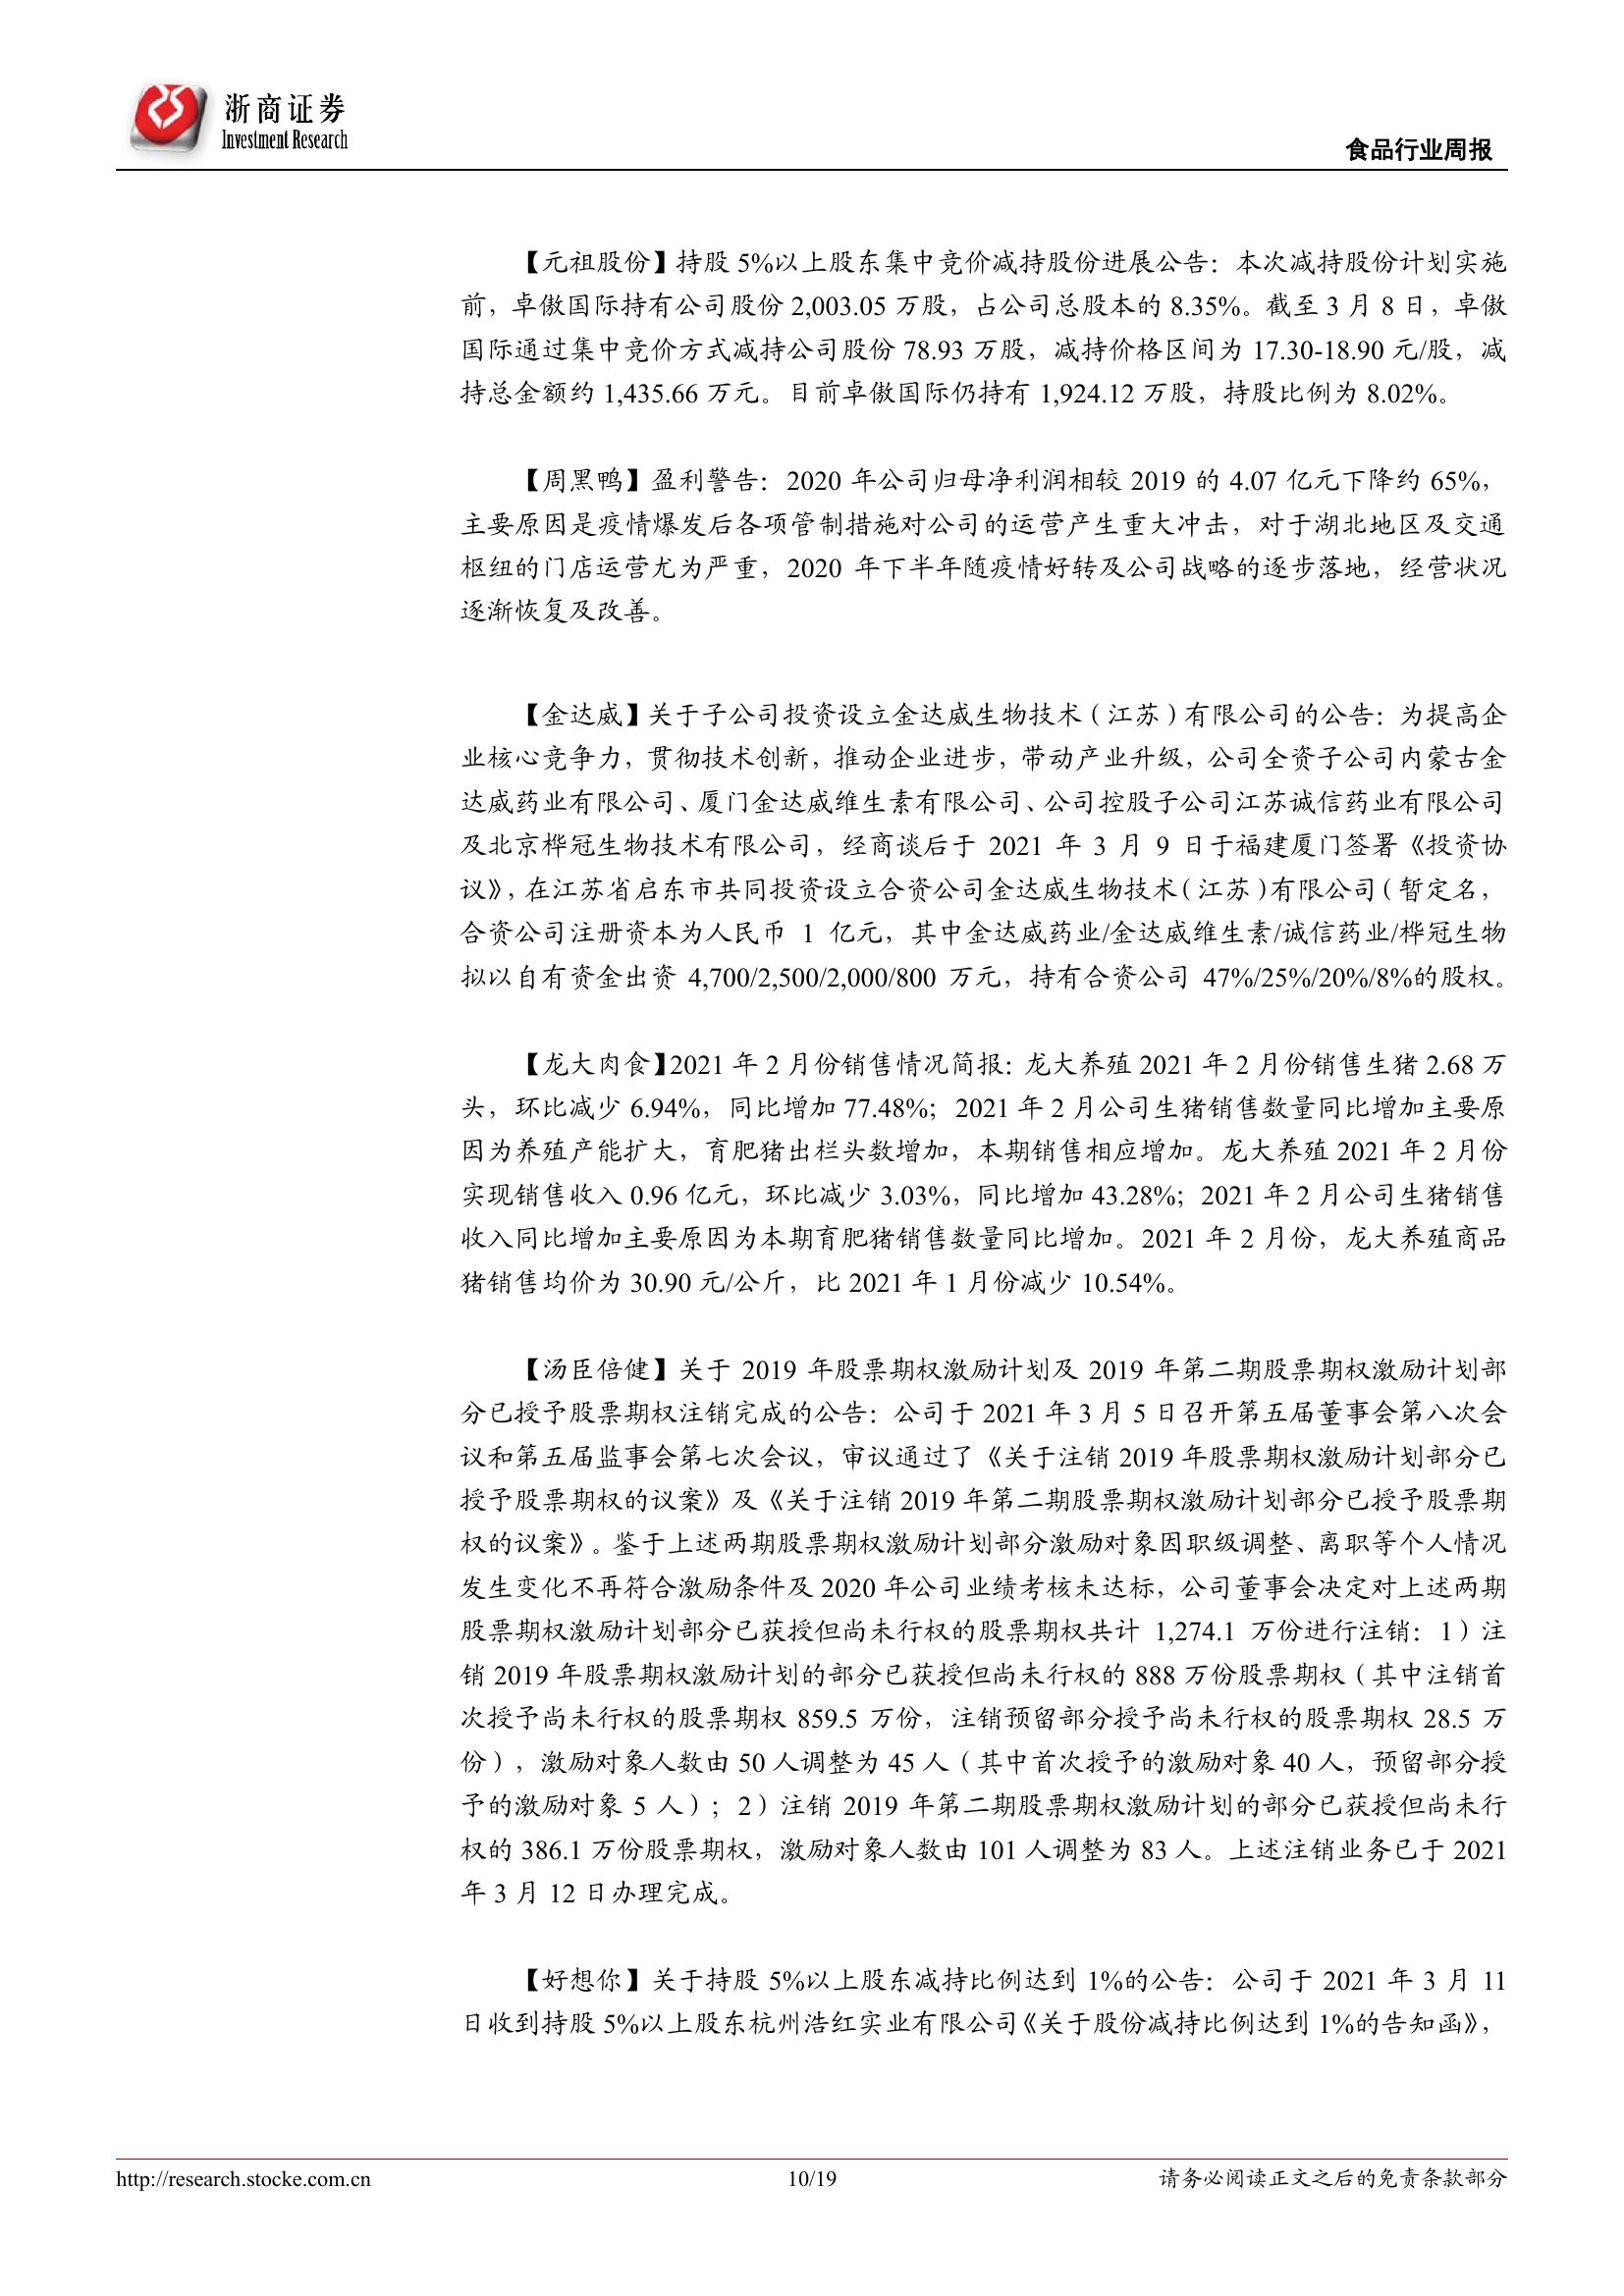 浙商证券
Investment Research
食品行业周报
【元祖股份】持股 5%以上股东集中竞价减持股份进展公告：本次减持股份计划实施
前，卓傲国际持有公司股份 2,003.05 万股，占公司总股本的 8.35%。截至 3 月 8 日，卓傲
国际通过集中竞价方式减持公司股份 78.93 万股，减持价格区间为 17.30-18.90 元/股，减
持总金额约 1,435.66 万元。目前卓傲国际仍持有 1,924.12 万股，持股比例为 8.02%。
【周黑鸭】盈利警告：2020 年公司归母净利润相较 2019 的 4.07 亿元下降约 65%，
主要原因是疫情爆发后各项管制措施对公司的运营产生重大冲击，对于湖北地区及交通
枢纽的门店运营尤为严重，2020 年下半年随疫情好转及公司战略的逐步落地，经营状况
逐渐恢复及改善。
【金达威】关于子公司投资设立金达威生物技术（江苏）有限公司的公告：为提高企
业核心竞争力，贯彻技术创新，推动企业进步，带动产业升级，公司全资子公司内蒙古金
达威药业有限公司、厦门金达威维生素有限公司、公司控股子公司江苏诚信药业有限公司
及北京桦冠生物技术有限公司，经商谈后于 2021 年 3 月 9 日于福建厦门签署《投资协
议》，在江苏省启东市共同投资设立合资公司金达威生物技术（江苏）有限公司（暂定名，
合资公司注册资本为人民币 1 亿元，其中金达威药业/金达威维生素/诚信药业/桦冠生物
拟以自有资金出资 4,700/2,500/2,000/800 万元，持有合资公司 47%/25%/20%/8%的股权。
【龙大肉食】2021 年 2 月份销售情况简报：龙大养殖 2021 年 2 月份销售生猪 2.68 万
头，环比减少 6.94%，同比增加 77.48%；2021 年 2 月公司生猪销售数量同比增加主要原
因为养殖产能扩大，育肥猪出栏头数增加，本期销售相应增加。龙大养殖 2021 年 2 月份
实现销售收入 0.96 亿元，环比减少 3.03%，同比增加 43.28%；2021 年 2 月公司生猪销售
收入同比增加主要原因为本期育肥猪销售数量同比增加。2021 年 2 月份，龙大养殖商品
猪销售均价为 30.90 元/公斤，比 2021 年 1 月份减少 10.54%。
【汤臣倍健】关于 2019 年股票期权激励计划及 2019 年第二期股票期权激励计划部
分已授予股票期权注销完成的公告：公司于 2021 年 3 月 5 日召开第五届董事会第八次会
议和第五届监事会第七次会议，审议通过了《关于注销 2019 年股票期权激励计划部分已
授予股票期权的议案》及《关于注销 2019 年第二期股票期权激励计划部分已授予股票期
权的议案》。鉴于上述两期股票期权激励计划部分激励对象因职级调整、离职等个人情况
发生变化不再符合激励条件及 2020 年公司业绩考核未达标，公司董事会决定对上述两期
股票期权激励计划部分已获授但尚未行权的股票期权共计 1,274.1 万份进行注销：1）注
销 2019 年股票期权激励计划的部分已获授但尚未行权的 888 万份股票期权（其中注销首
次授予尚未行权的股票期权 859.5 万份，注销预留部分授予尚未行权的股票期权 28.5 万
份），激励对象人数由 50 人调整为 45 人（其中首次授予的激励对象 40 人，预留部分授
予的激励对象 5 人）；2）注销 2019 年第二期股票期权激励计划的部分已获授但尚未行
权的 386.1 万份股票期权，激励对象人数由 101 人调整为 83 人。上述注销业务已于 2021
年 3 月 12 日办理完成。
【好想你】关于持股 5%以上股东减持比例达到 1%的公告：公司于 2021 年 3 月 11
日收到持股 5%以上股东杭州浩红实业有限公司《关于股份减持比例达到 1%的告知函》，
http://research.stocke.com.cn
10/19
请务必阅读正文之后的免责条款部分